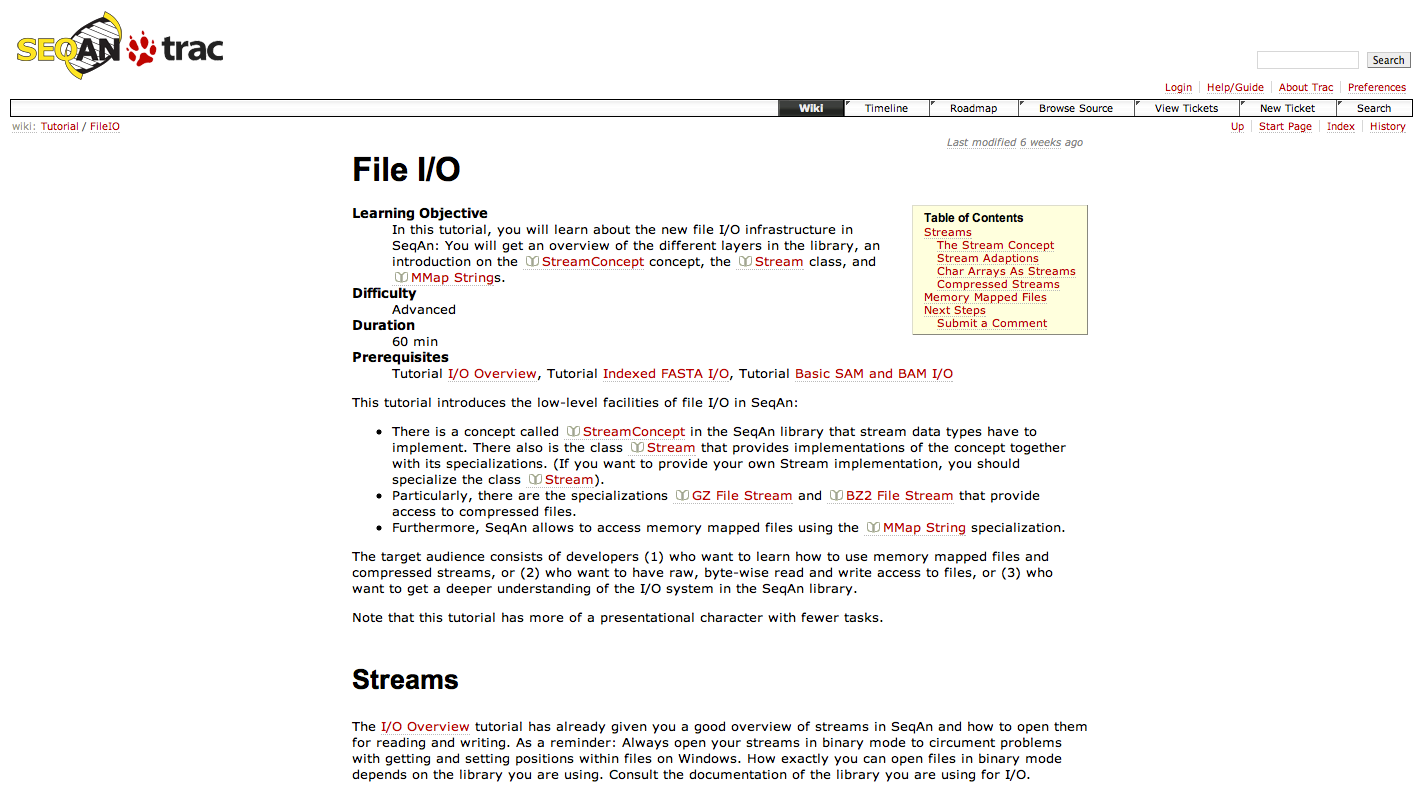 SEQAN trac
Search
Login Help/Guide About Trac Preferences
Wiki Timeline Roadmap Browse Source View Tickets New Ticket Search
wiki: Tutorial / FileIO
Up Start Page Index History
Last modified 6 weeks ago
File I/O
Learning Objective
In this tutorial, you will learn about the new file I/O infrastructure in
SeqAn: You will get an overview of the different layers in the library, an
introduction on the StreamConcept concept, the Stream class, and
MMap Strings.
Difficulty
Advanced
Duration
60 min
Prerequisites
Tutorial I/O Overview, Tutorial Indexed FASTA I/O, Tutorial Basic SAM and BAM I/O
Table of Contents
Streams
The Stream Concept
Stream Adaptions
Char Arrays As Streams
Compressed Streams
Memory Mapped Files
Next Steps
Submit a Comment
This tutorial introduces the low-level facilities of file I/O in SeqAn:
• There is a concept called StreamConcept in the SeqAn library that stream data types have to
implement. There also is the class Stream that provides implementations of the concept together
with its specializations. (If you want to provide your own Stream implementation, you should
specialize the class Stream).
• Particularly, there are the specializations GZ File Stream and BZ2 File Stream that provide
access to compressed files.
• Furthermore, SeqAn allows to access memory mapped files using the MMap String specialization.
The target audience consists of developers (1) who want to learn how to use memory mapped files and
compressed streams, or (2) who want to have raw, byte-wise read and write access to files, or (3) who
want to get a deeper understanding of the I/O system in the SeqAn library.
Note that this tutorial has more of a presentational character with fewer tasks.
Streams
The I/O Overview tutorial has already given you a good overview of streams in SeqAn and how to open them
for reading and writing. As a reminder: Always open your streams in binary mode to circument problems
with getting and setting positions within files on Windows. How exactly you can open files in binary mode
depends on the library you are using. Consult the documentation of the library you are using for I/O.